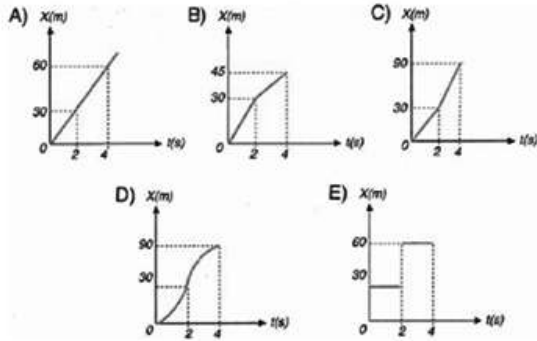 A) X(m)
60
30
0 2 4 t(s)
B) X(m)
45
30
0 2 4 t(s)
C) X(m)
90
30
0 2 4 t(s)
D) X(m)
90
30
0 2 4 t(s)
E) X(m)
60
30
0 2 4 t(s)